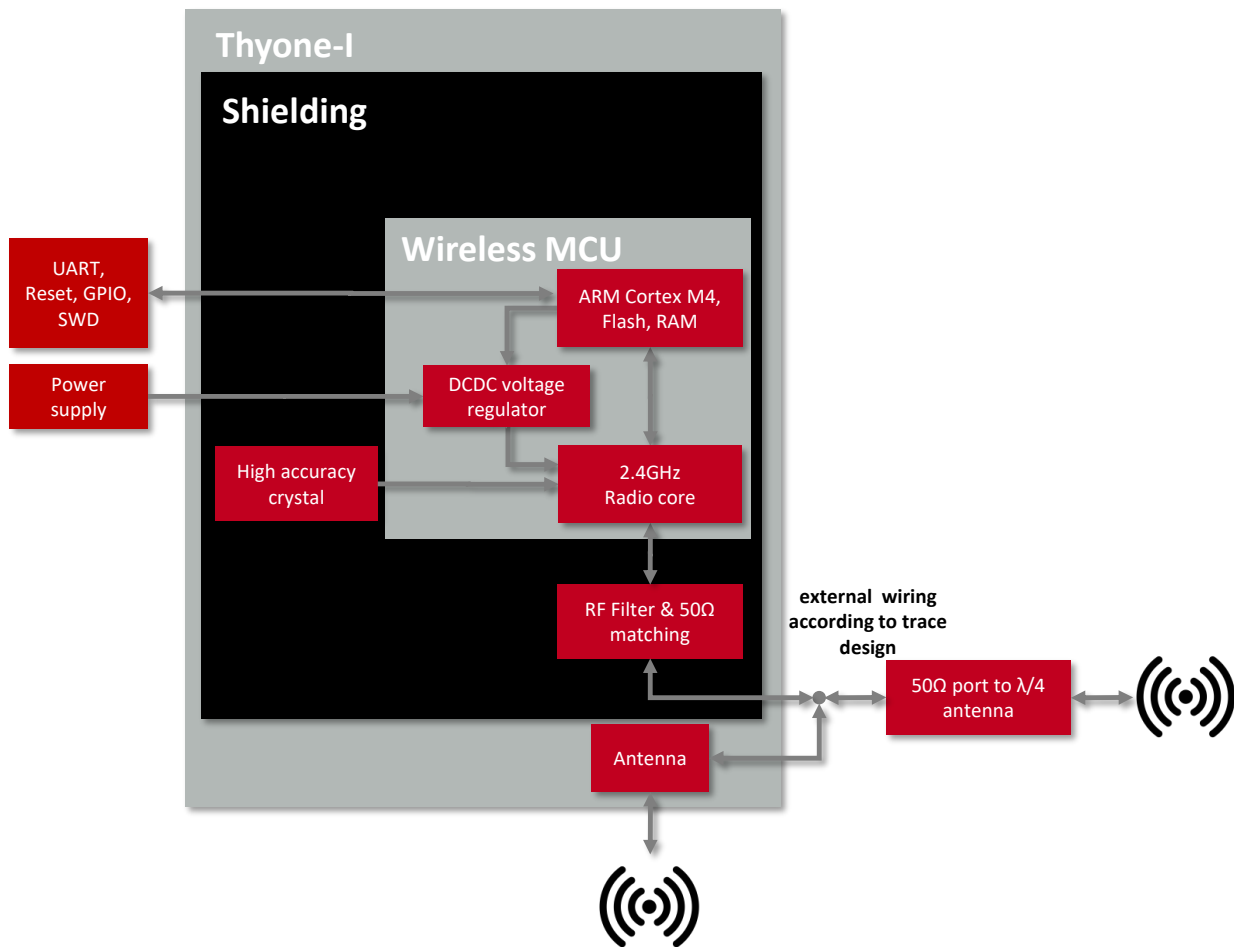 Thyone-I
Shielding
Wireless MCU
UART,
Reset, GPIO,
SWD
ARM Cortex M4,
Flash, RAM
Power
supply
DCDC voltage
regulator
High accuracy
crystal
2.4GHz
Radio core
RF Filter & 50Ω
matching
external wiring
according to trace
design
50Ω port to λ/4
antenna
Antenna